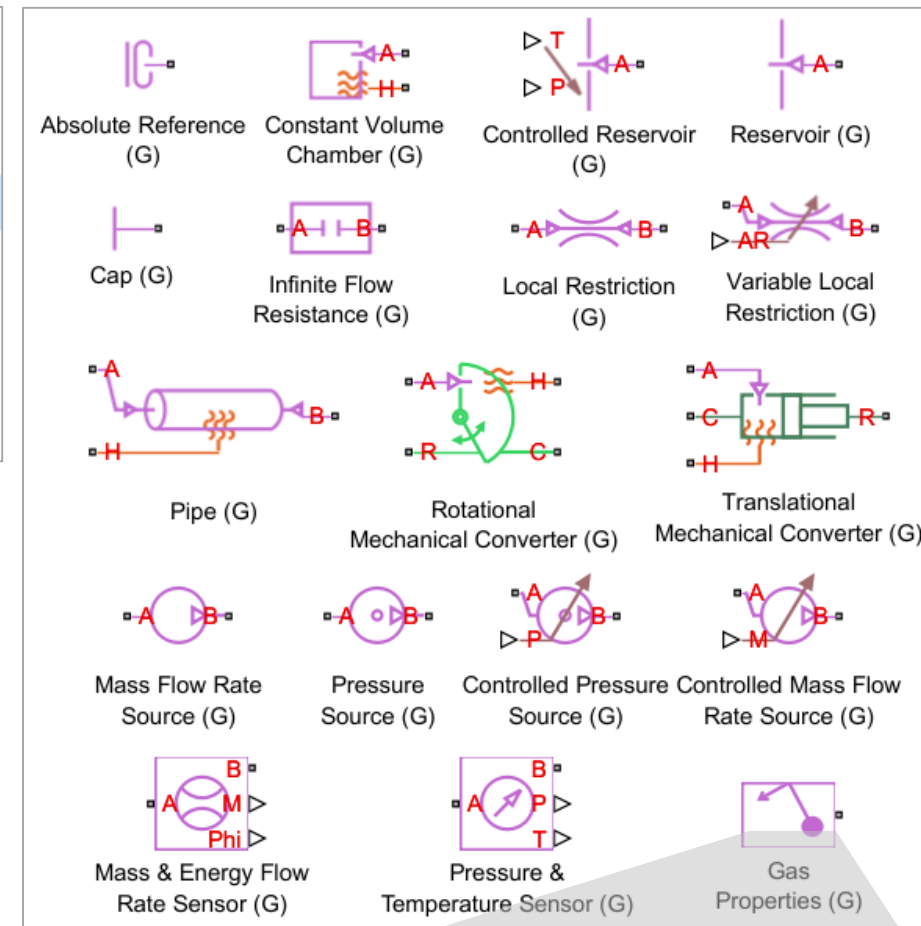 A
H
T
P
A
A
Absolute Reference
(G)
Constant Volume
Chamber (G)
Controlled Reservoir
(G)
Reservoir (G)
A
B
A
B
A
AR
B
Cap (G)
Infinite Flow
Resistance (G)
Local Restriction
(G)
Variable Local
Restriction (G)
A
B
H
A
H
R
C
A
C
R
H
Pipe (G)
Rotational
Mechanical Converter (G)
Translational
Mechanical Converter (G)
A
B
A
B
A
P
B
A
M
B
Mass Flow Rate
Source (G)
Pressure
Source (G)
Controlled Pressure
Source (G)
Controlled Mass Flow
Rate Source (G)
B
A
M
Phi
B
A
P
T
Mass & Energy Flow
Rate Sensor (G)
Pressure &
Temperature Sensor (G)
Gas
Properties (G)